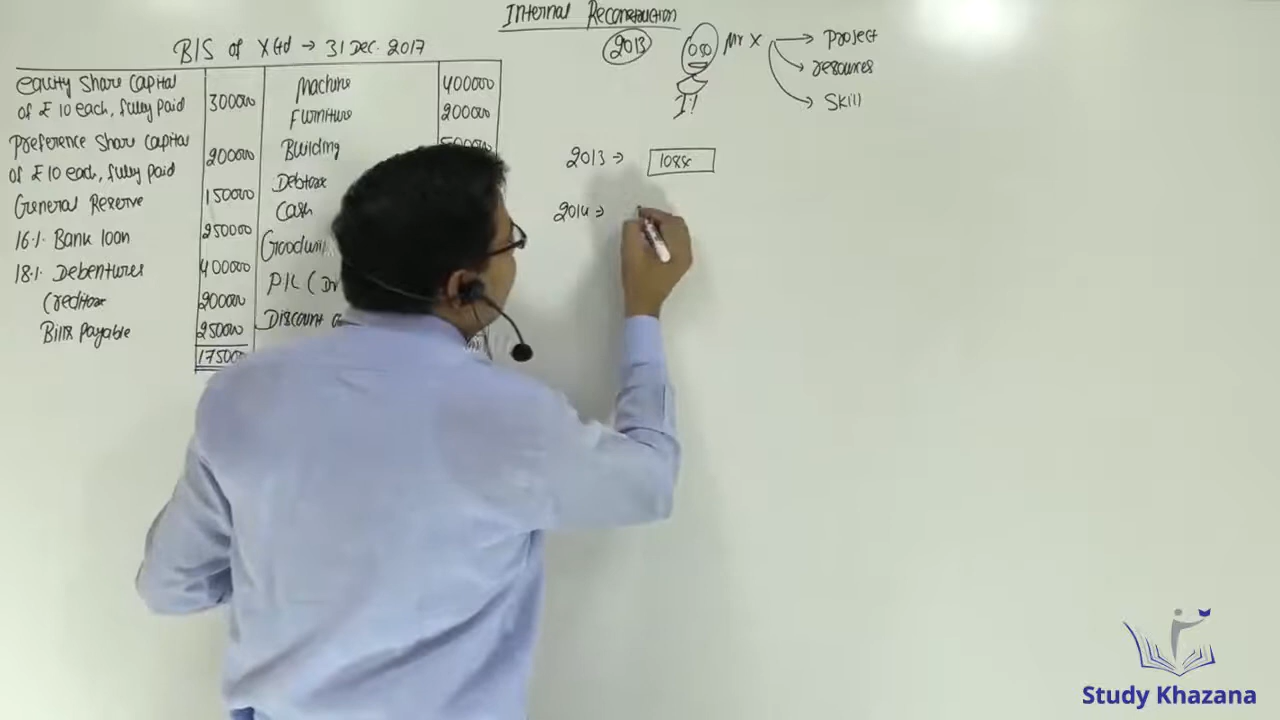 Internal Reconstruction
2013
Mr X
Project
resources
Skill
B/S of X Ltd → 31 Dec. 2017
equity Share Capital
of ₹ 10 each, fully paid
300000
Preference Share Capital
of ₹ 10 each, fully paid
200000
General Reserve
150000
16.1. Bank loan
250000
18.1. Debentures
400000
Creditors
200000
Bills Payable
250000
Machine
400000
Furniture
200000
Building
Debtors
Cash
P/L (Dr
Discount
2013 → loss
2014 →
Study Khazana